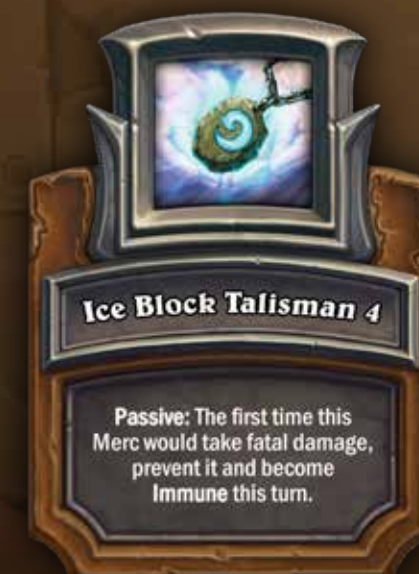 Ice Block Talisman 4
Passive: The first time this
Merc would take fatal damage,
prevent it and become
Immune this turn.